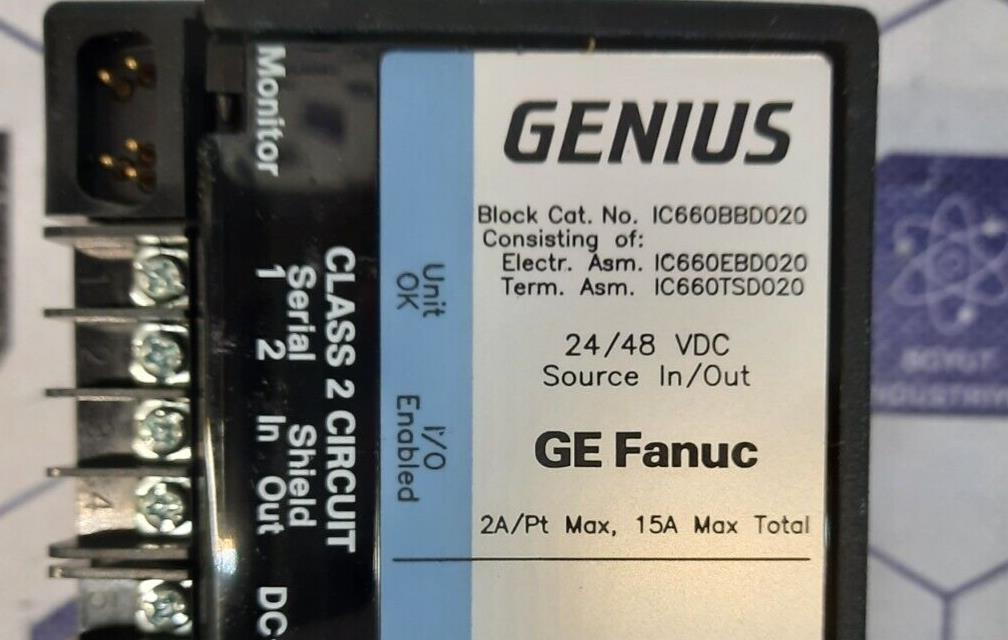 GENIUS
Block Cat. No. IC660BBD020
Consisting of:
Electr. Asm. IC660EBD020
Term. Asm. IC660TSD020
24/48 VDC
Source In/Out
GE Fanuc
2A/Pt Max, 15A Max Total
Unit
OK
I/O
Enabled
Monitor
CLASS 2 CIRCUIT
Serial Shield
1 2 In Out DC
4